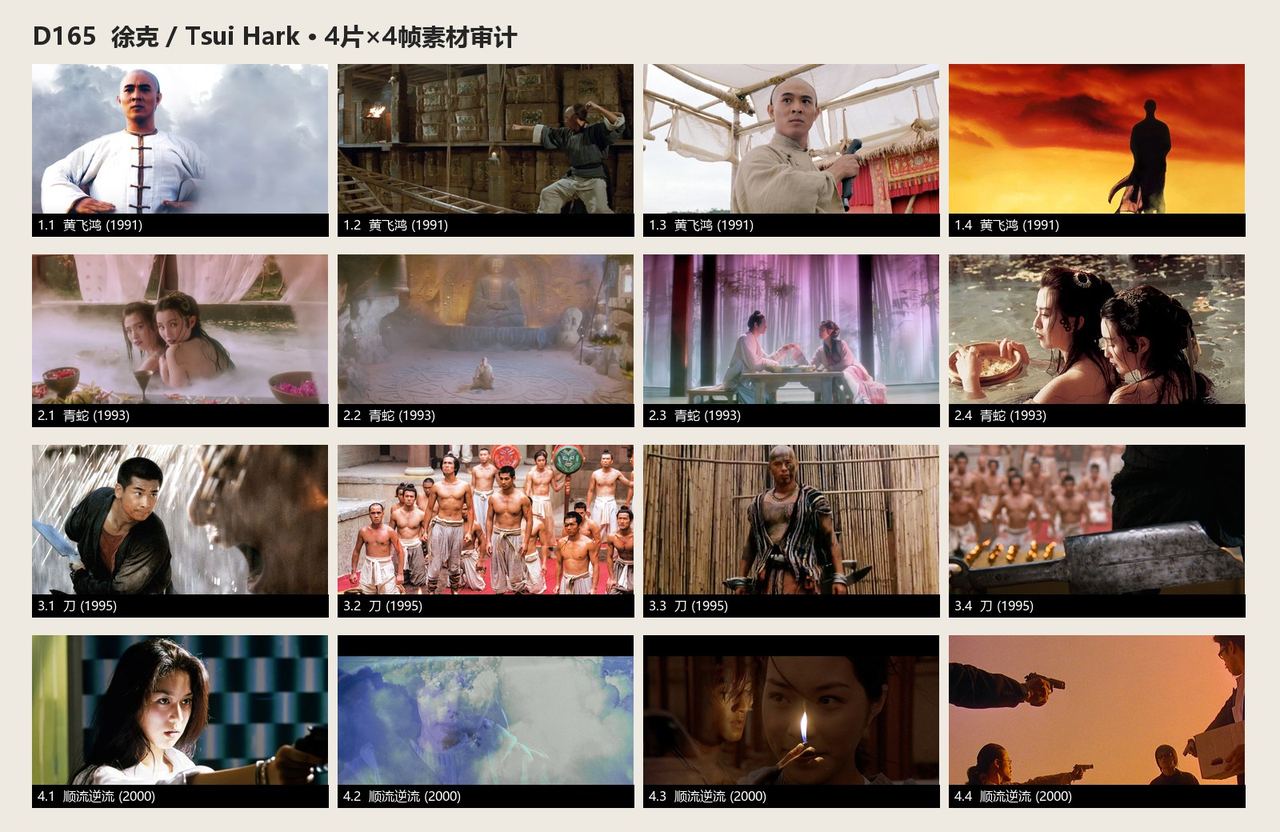 D165 徐克 / Tsui Hark • 4片×4帧素材审计
1.1 黄飞鸿 (1991)
1.2 黄飞鸿 (1991)
1.3 黄飞鸿 (1991)
1.4 黄飞鸿 (1991)
2.1 青蛇 (1993)
2.2 青蛇 (1993)
2.3 青蛇 (1993)
2.4 青蛇 (1993)
3.1 刀 (1995)
3.2 刀 (1995)
3.3 刀 (1995)
3.4 刀 (1995)
4.1 顺流逆流 (2000)
4.2 顺流逆流 (2000)
4.3 顺流逆流 (2000)
4.4 顺流逆流 (2000)